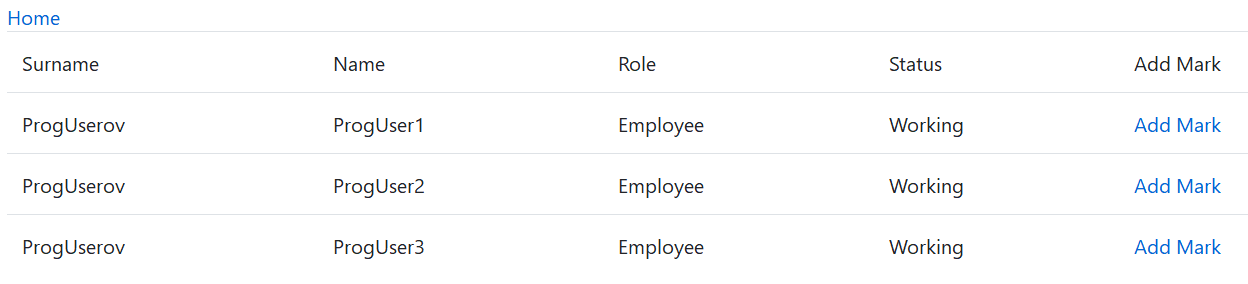 Home
Surname Name Role Status Add Mark
ProgUserov ProgUser1 Employee Working Add Mark
ProgUserov ProgUser2 Employee Working Add Mark
ProgUserov ProgUser3 Employee Working Add Mark